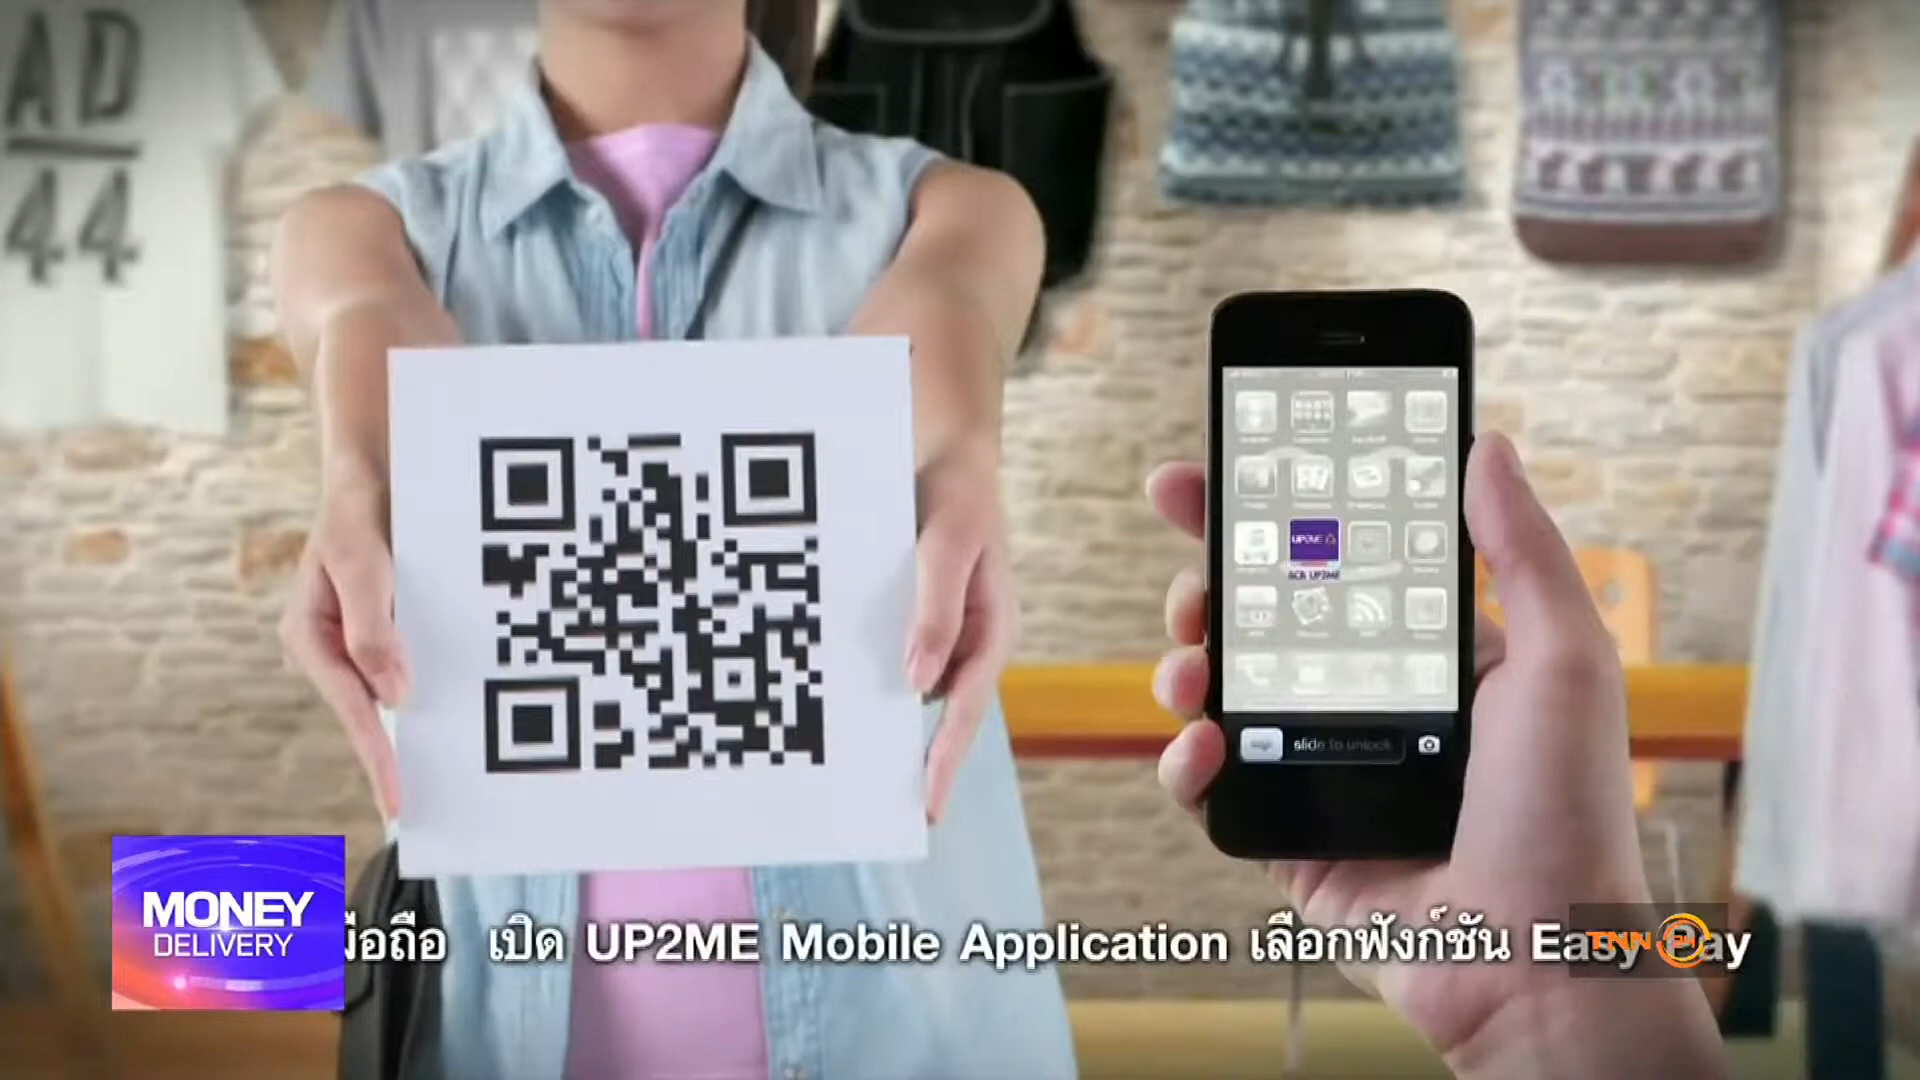 AD
44
UP2ME
SCB UP2ME
slide to unlock
MONEY
DELIVERY
มือถือ เปิด UP2ME Mobile Application เลือกฟังก์ชัน Easy Pay
TNN 24